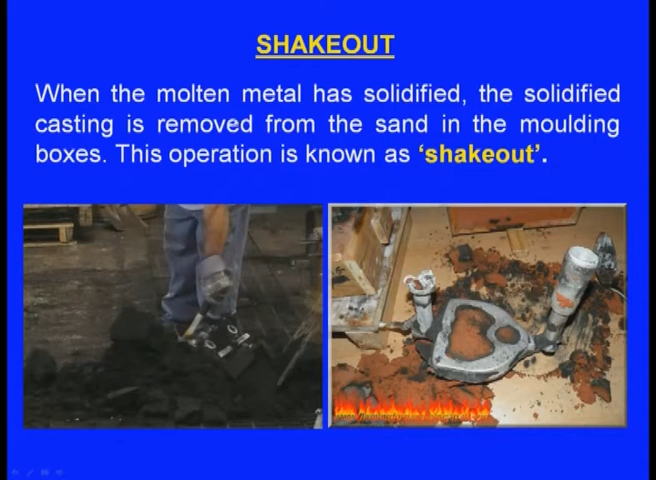 SHAKEOUT
When the molten metal has solidified, the solidified
casting is removed from the sand in the moulding
boxes. This operation is known as ‘shakeout’.